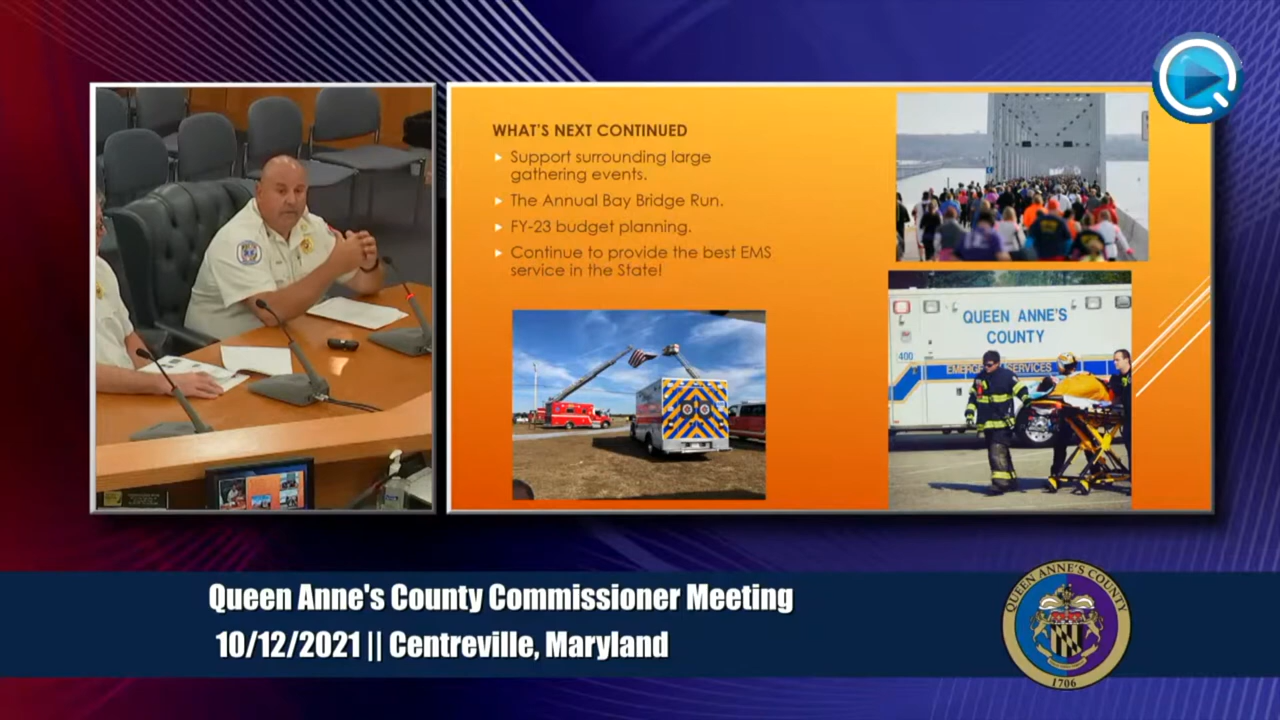 WHAT'S NEXT CONTINUED
Support surrounding large
gathering events.
The Annual Bay Bridge Run.
FY-23 budget planning.
Continue to provide the best EMS
service in the State!
QUEEN ANNE'S
COUNTY
400
EMERGENCY SERVICES
Queen Anne's County Commissioner Meeting
10/12/2021 || Centreville, Maryland
QUEEN ANNE'S COUNTY
1706